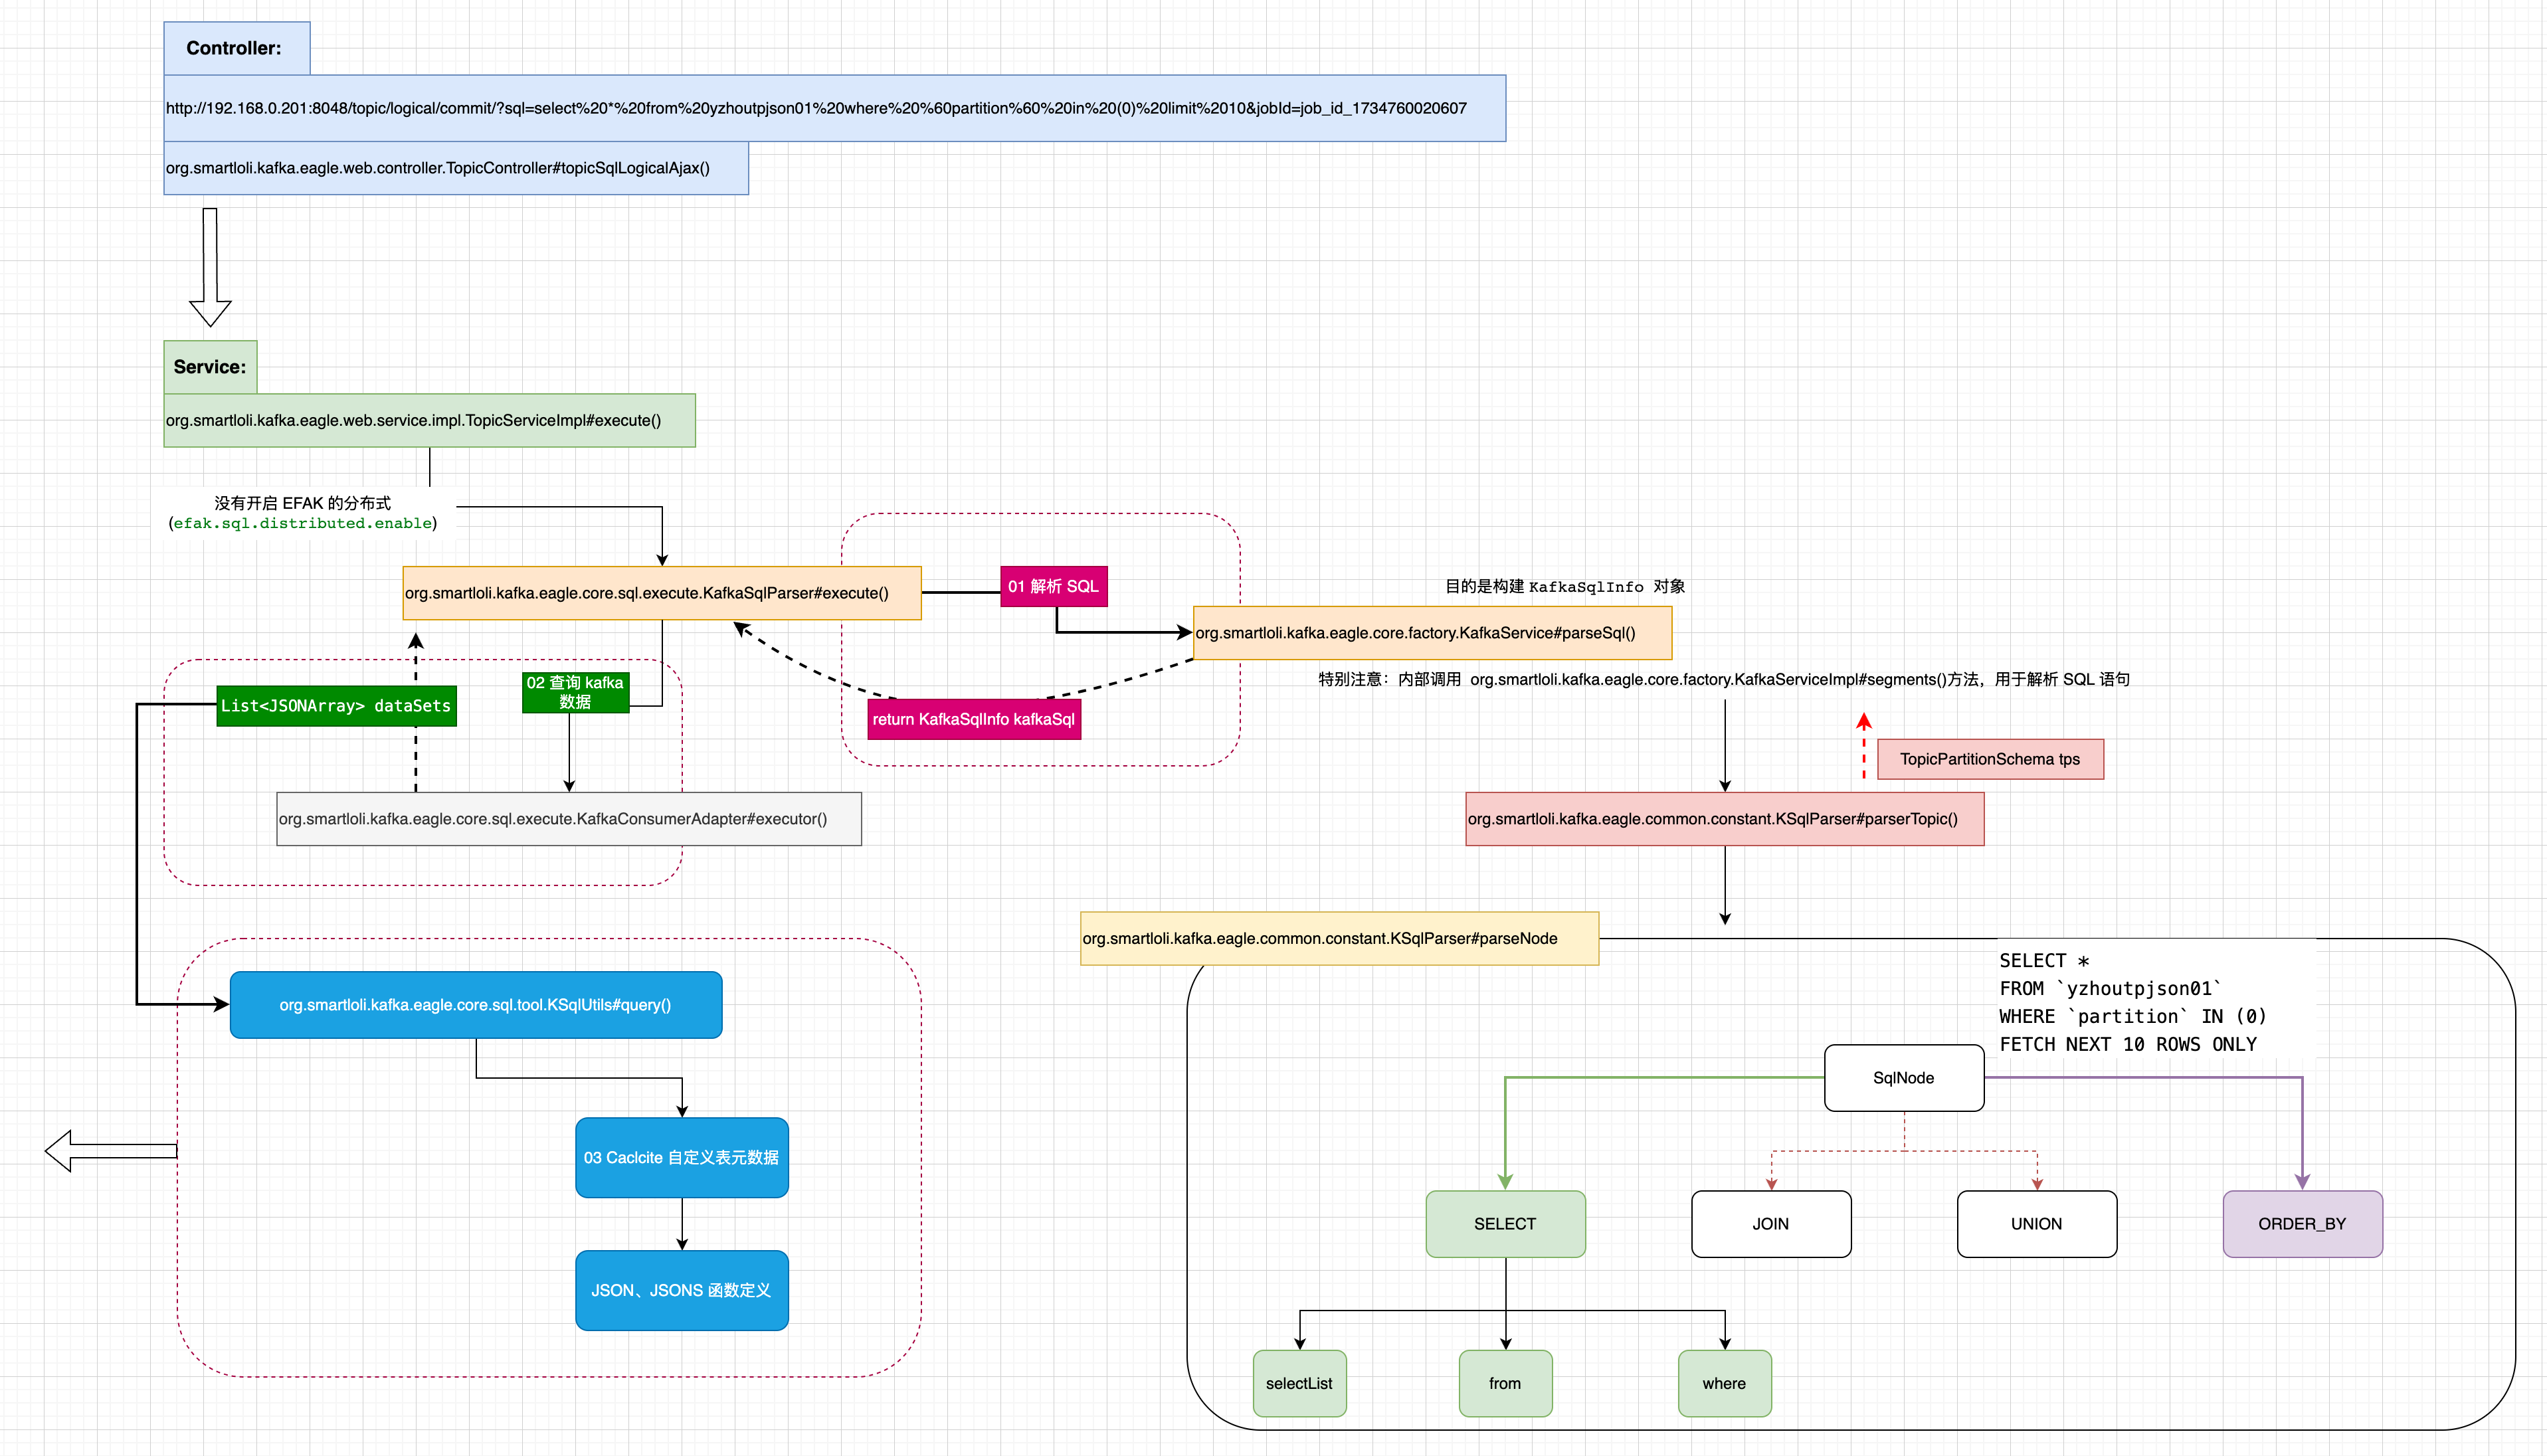 Controller:
http://192.168.0.201:8048/topic/logical/commit/?sql=select%20*%20from%20yzhoutpjson01%20where%20%60partition%60%20in%20(0)%20limit%2010&jobId=job_id_1734760020607
org.smartloli.kafka.eagle.web.controller.TopicController#topicSqlLogicalAjax()
Service:
org.smartloli.kafka.eagle.web.service.impl.TopicServiceImpl#execute()
没有开启 EFAK 的分布式
(efak.sql.distributed.enable)
org.smartloli.kafka.eagle.core.sql.execute.KafkaSqlParser#execute()
01 解析 SQL
目的是构建 KafkaSqlInfo 对象
org.smartloli.kafka.eagle.core.factory.KafkaService#parseSql()
特别注意：内部调用 org.smartloli.kafka.eagle.core.factory.KafkaServiceImpl#segments()方法，用于解析 SQL 语句
return KafkaSqlInfo kafkaSql
02 查询 kafka
数据
List<JSONArray> dataSets
org.smartloli.kafka.eagle.core.sql.execute.KafkaConsumerAdapter#executor()
TopicPartitionSchema tps
org.smartloli.kafka.eagle.common.constant.KSqlParser#parserTopic()
org.smartloli.kafka.eagle.common.constant.KSqlParser#parseNode
SELECT *
FROM `yzhoutpjson01`
WHERE `partition` IN (0)
FETCH NEXT 10 ROWS ONLY
SqlNode
SELECT
JOIN
UNION
ORDER_BY
selectList
from
where
org.smartloli.kafka.eagle.core.sql.tool.KSqlUtils#query()
03 Caclcite 自定义表元数据
JSON、JSONS 函数定义